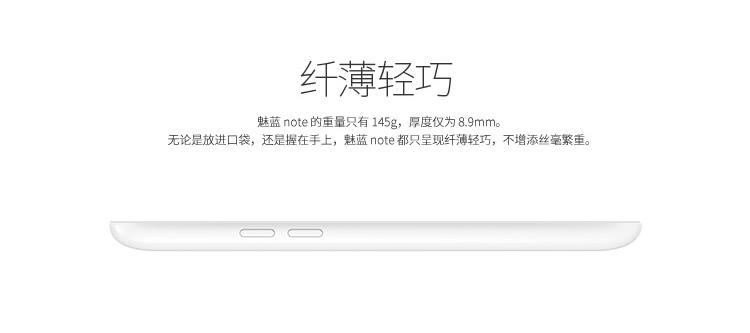 纤薄轻巧
魅蓝 note 的重量只有 145g，厚度仅为 8.9mm。
无论是放进口袋，还是握在手上，魅蓝 note 都只呈现纤薄轻巧，不增添丝毫繁重。